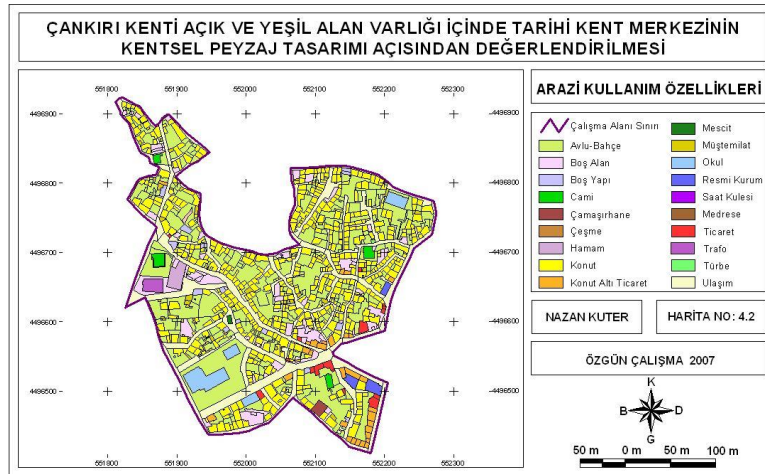 ÇANKIRI KENTİ AÇIK VE YEŞİL ALAN VARLIĞI İÇİNDE TARİHİ KENT MERKEZİNİN
KENTSEL PEYZAJ TASARIMI AÇISINDAN DEĞERLENDİRİLMESİ
551800 551900 552000 552100 552200 552300
4496900
4496800
4496700
4496600
4496500
4496900
4496800
4496700
4496600
4496500
551800 551900 552000 552100 552200 552300
ARAZİ KULLANIM ÖZELLİKLERİ
Çalışma Alanı Sınırı
Avlu-Bahçe
Boş Alan
Boş Yapı
Cami
Çamaşırhane
Çeşme
Hamam
Konut
Konut Altı Ticaret
Mescit
Müştemilat
Okul
Resmi Kurum
Saat Kulesi
Medrese
Ticaret
Trafo
Türbe
Ulaşım
NAZAN KUTER
HARİTA NO: 4.2
ÖZGÜN ÇALIŞMA 2007
K
B D
G
50 m 0 m 50 m 100 m